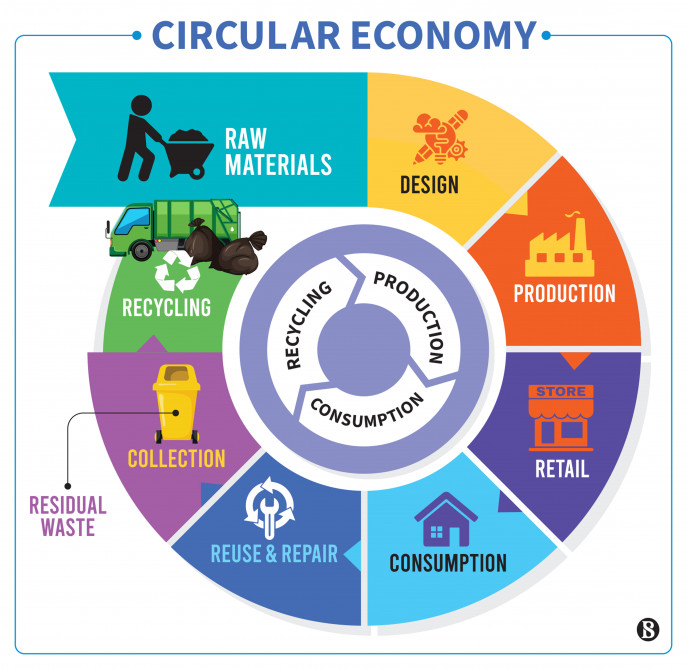 CIRCULAR ECONOMY
RAW
MATERIALS
DESIGN
PRODUCTION
STORE
RETAIL
CONSUMPTION
REUSE & REPAIR
COLLECTION
RESIDUAL
WASTE
RECYCLING
PRODUCTION
CONSUMPTION
RECYCLING